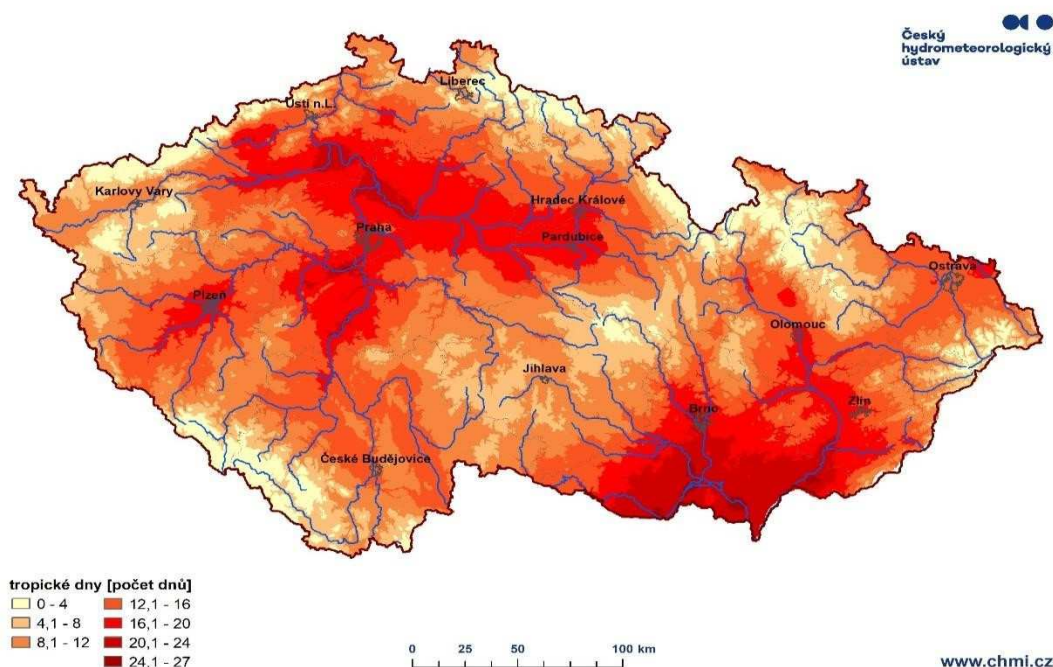 Český
hydrometeorologický
ústav
Liberec
Ústí n.L.
Karlovy Vary
Hradec Králové
Praha
Pardubice
Ostrava
Plzeň
Olomouc
Jihlava
Zlín
Brno
České Budějovice
tropické dny [počet dnů]
0 - 4
4,1 - 8
8,1 - 12
12,1 - 16
16,1 - 20
20,1 - 24
24,1 - 27
0 25 50 100 km
www.chmi.cz